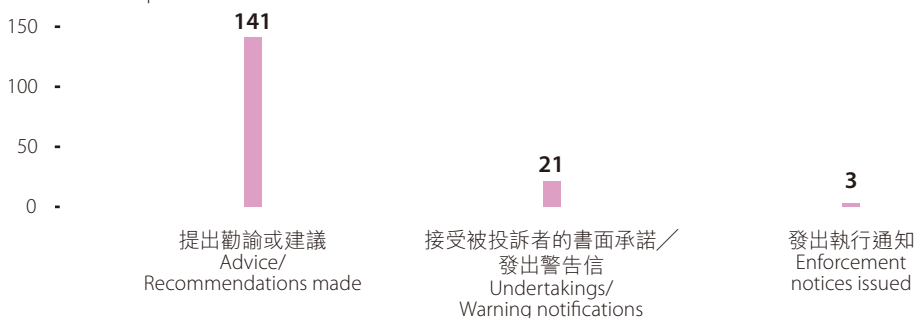 150
141
100
50
21
3
0
提出勸諭或建議
Advice/
Recommendations made
接受被投訴者的書面承諾／
發出警告信
Undertakings/
Warning notifications
發出執行通知
Enforcement
notices issued